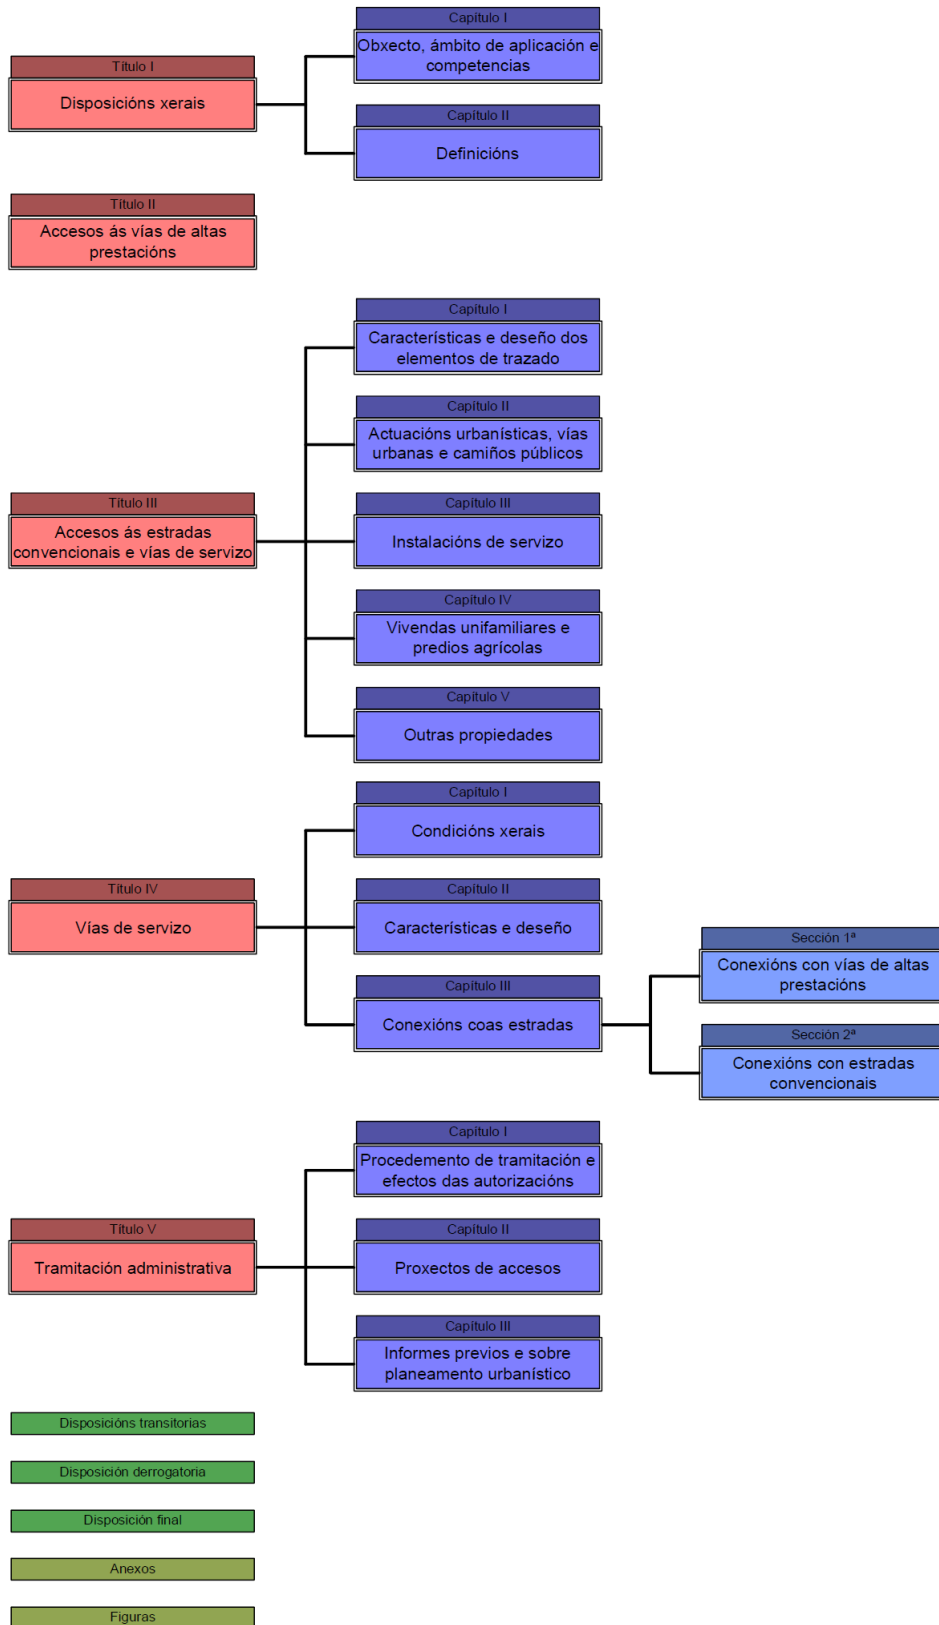 Título I
Disposicións xerais
Capítulo I
Obxecto, ámbito de aplicación e
competencias
Capítulo II
Definicións
Título II
Accesos ás vías de altas
prestacións
Título III
Accesos ás estradas
convencionais e vías de servizo
Capítulo I
Características e deseño dos
elementos de trazado
Capítulo II
Actuacións urbanísticas, vías
urbanas e camiños públicos
Capítulo III
Instalacións de servizo
Capítulo IV
Vivendas unifamiliares e
predios agrícolas
Capítulo V
Outras propiedades
Título IV
Vías de servizo
Capítulo I
Condicións xerais
Capítulo II
Características e deseño
Capítulo III
Conexións coas estradas
Sección 1ª
Conexións con vías de altas
prestacións
Sección 2ª
Conexións con estradas
convencionais
Título V
Tramitación administrativa
Capítulo I
Procedemento de tramitación e
efectos das autorizacións
Capítulo II
Proxectos de accesos
Capítulo III
Informes previos e sobre
planeamento urbanístico
Disposicións transitorias
Disposición derrogatoria
Disposición final
Anexos
Figuras